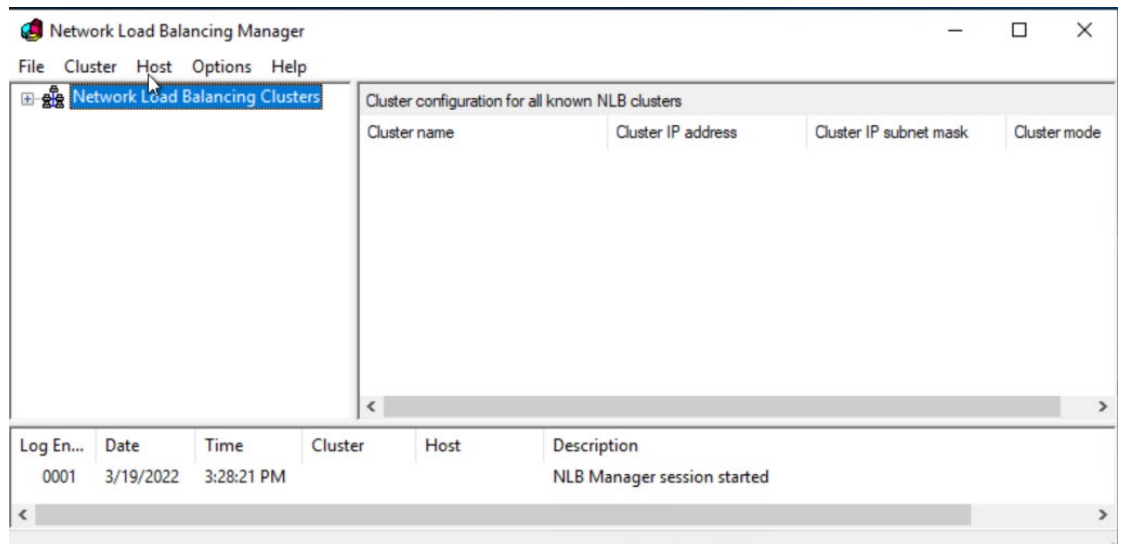 Network Load Balancing Manager
File Cluster Host Options Help
Network Load Balancing Clusters
Cluster configuration for all known NLB clusters
Cluster name Cluster IP address Cluster IP subnet mask Cluster mode
Log En... Date Time Cluster Host Description
0001 3/19/2022 3:28:21 PM NLB Manager session started